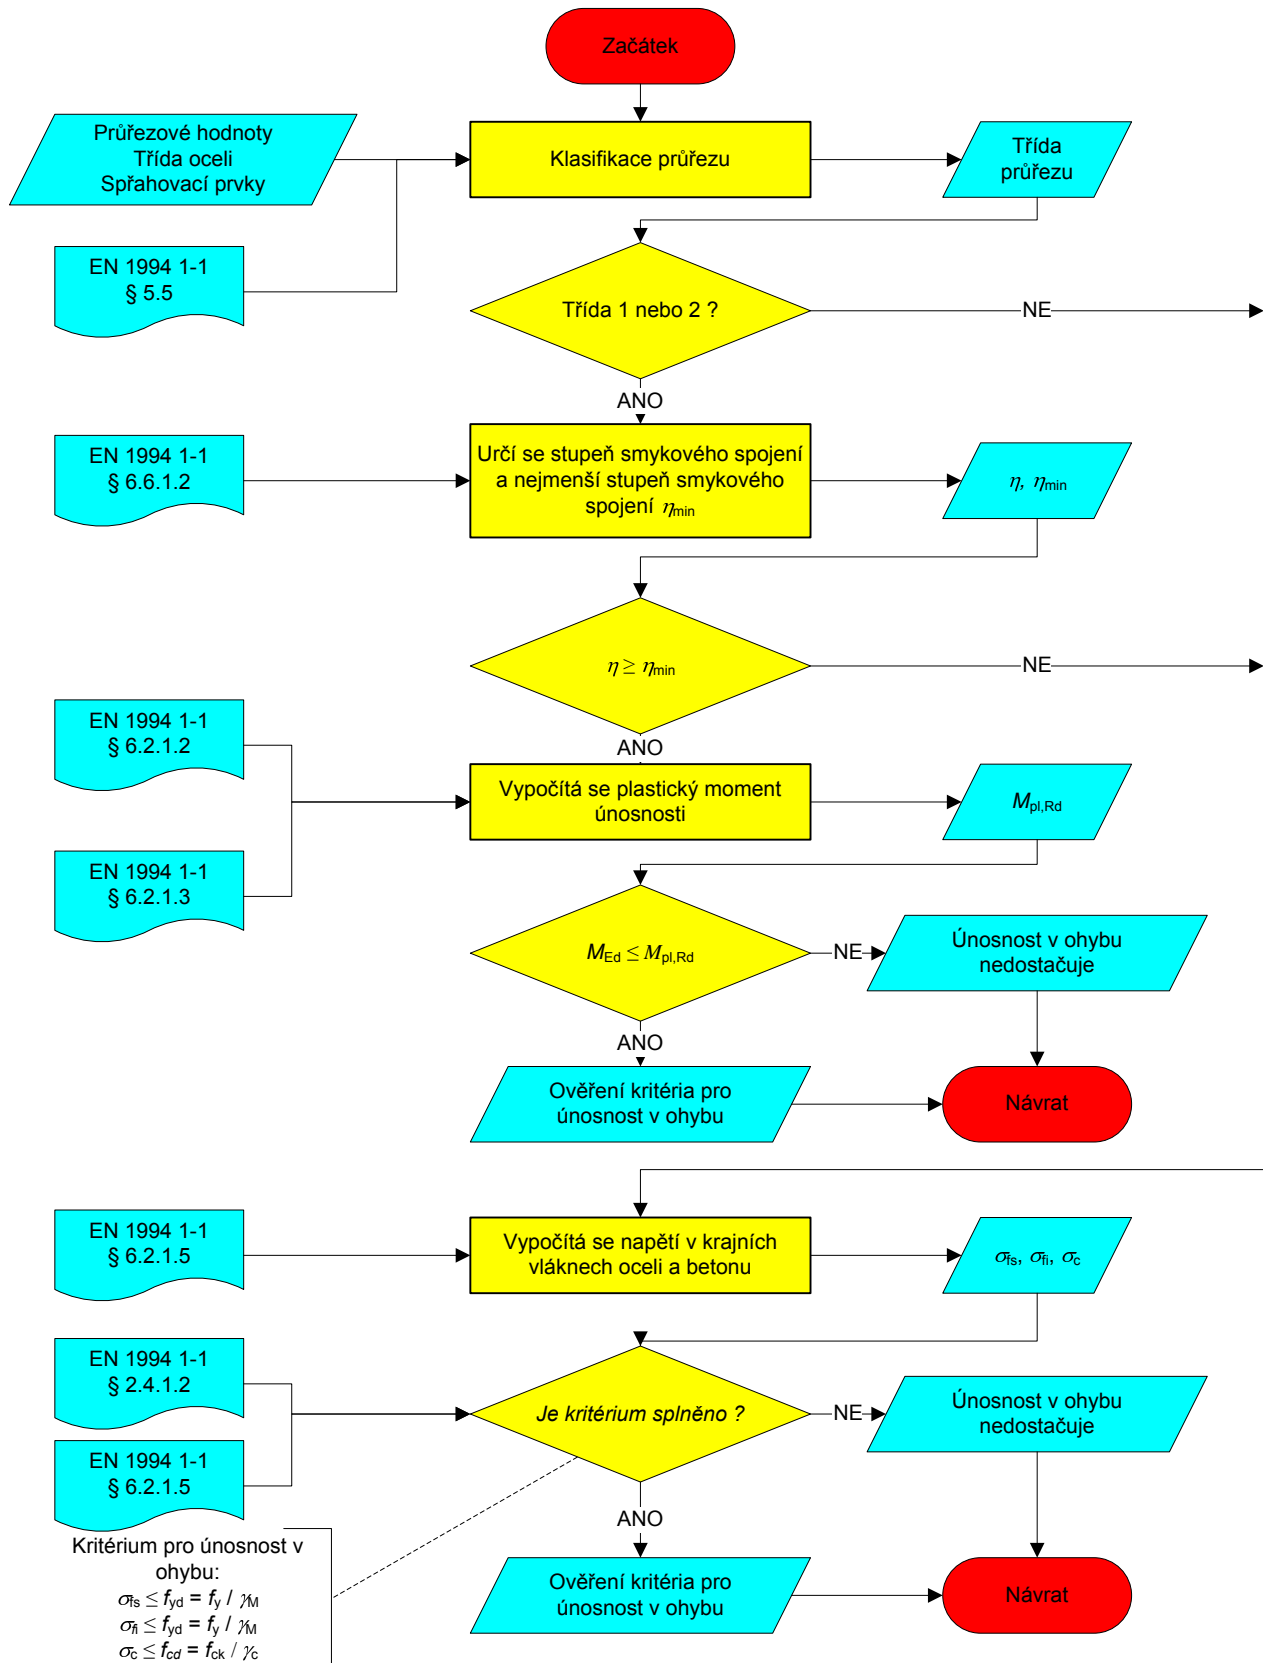 Začátek
Průřezové hodnoty
Třída oceli
Spřahovací prvky
Klasifikace průřezu
Třída
průřezu
EN 1994 1-1
§ 5.5
Třída 1 nebo 2 ?
NE
ANO
EN 1994 1-1
§ 6.6.1.2
Určí se stupeň smykového spojení
a nejmenší stupeň smykového
spojení ηmin
η, ηmin
η ≥ ηmin
NE
ANO
EN 1994 1-1
§ 6.2.1.2
Vypočítá se plastický moment
únosnosti
Mpl,Rd
EN 1994 1-1
§ 6.2.1.3
MEd ≤ Mpl,Rd
NE
Únosnost v ohybu
nedostačuje
ANO
Ověření kritéria pro
únosnost v ohybu
Návrat
EN 1994 1-1
§ 6.2.1.5
Vypočítá se napětí v krajních
vláknech oceli a betonu
σfs, σfi, σc
EN 1994 1-1
§ 2.4.1.2
Je kritérium splněno ?
NE
Únosnost v ohybu
nedostačuje
EN 1994 1-1
§ 6.2.1.5
ANO
Kritérium pro únosnost v
ohybu:
σfs ≤ fyd = fy / γM
σfi ≤ fyd = fy / γM
σc ≤ fcd = fck / γc
Ověření kritéria pro
únosnost v ohybu
Návrat